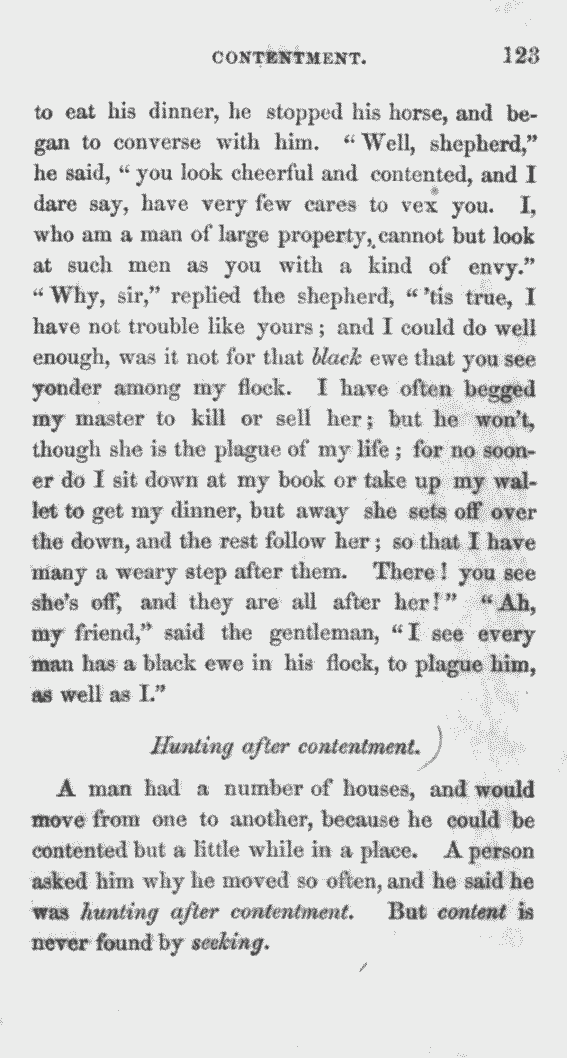 CONTENTMENT. 123
to eat his dinner, he stopped his horse, and be-
gan to converse with him. “Well, shepherd,”
he said, “you look cheerful and contented, and I
dare say, have very few cares to vex you. I,
who am a man of large property, cannot but look
at such men as you with a kind of envy.”
“Why, sir,” replied the shepherd, “’tis true, I
have not trouble like yours; and I could do well
enough, was it not for that black ewe that you see
yonder among my flock. I have often begged
my master to kill or sell her; but he won’t,
though she is the plague of my life; for no soon-
er do I sit down at my book or take up my wal-
let to get my dinner, but away she sets off over
the down, and the rest follow her; so that I have
many a weary step after them. There! you see
she’s off, and they are all after her!” “Ah,
my friend,” said the gentleman, “I see every
man has a black ewe in his flock, to plague him,
as well as I.”
Hunting after contentment.
A man had a number of houses, and would
move from one to another, because he could be
contented but a little while in a place. A person
asked him why he moved so often, and he said he
was hunting after contentment. But content is
never found by seeking.